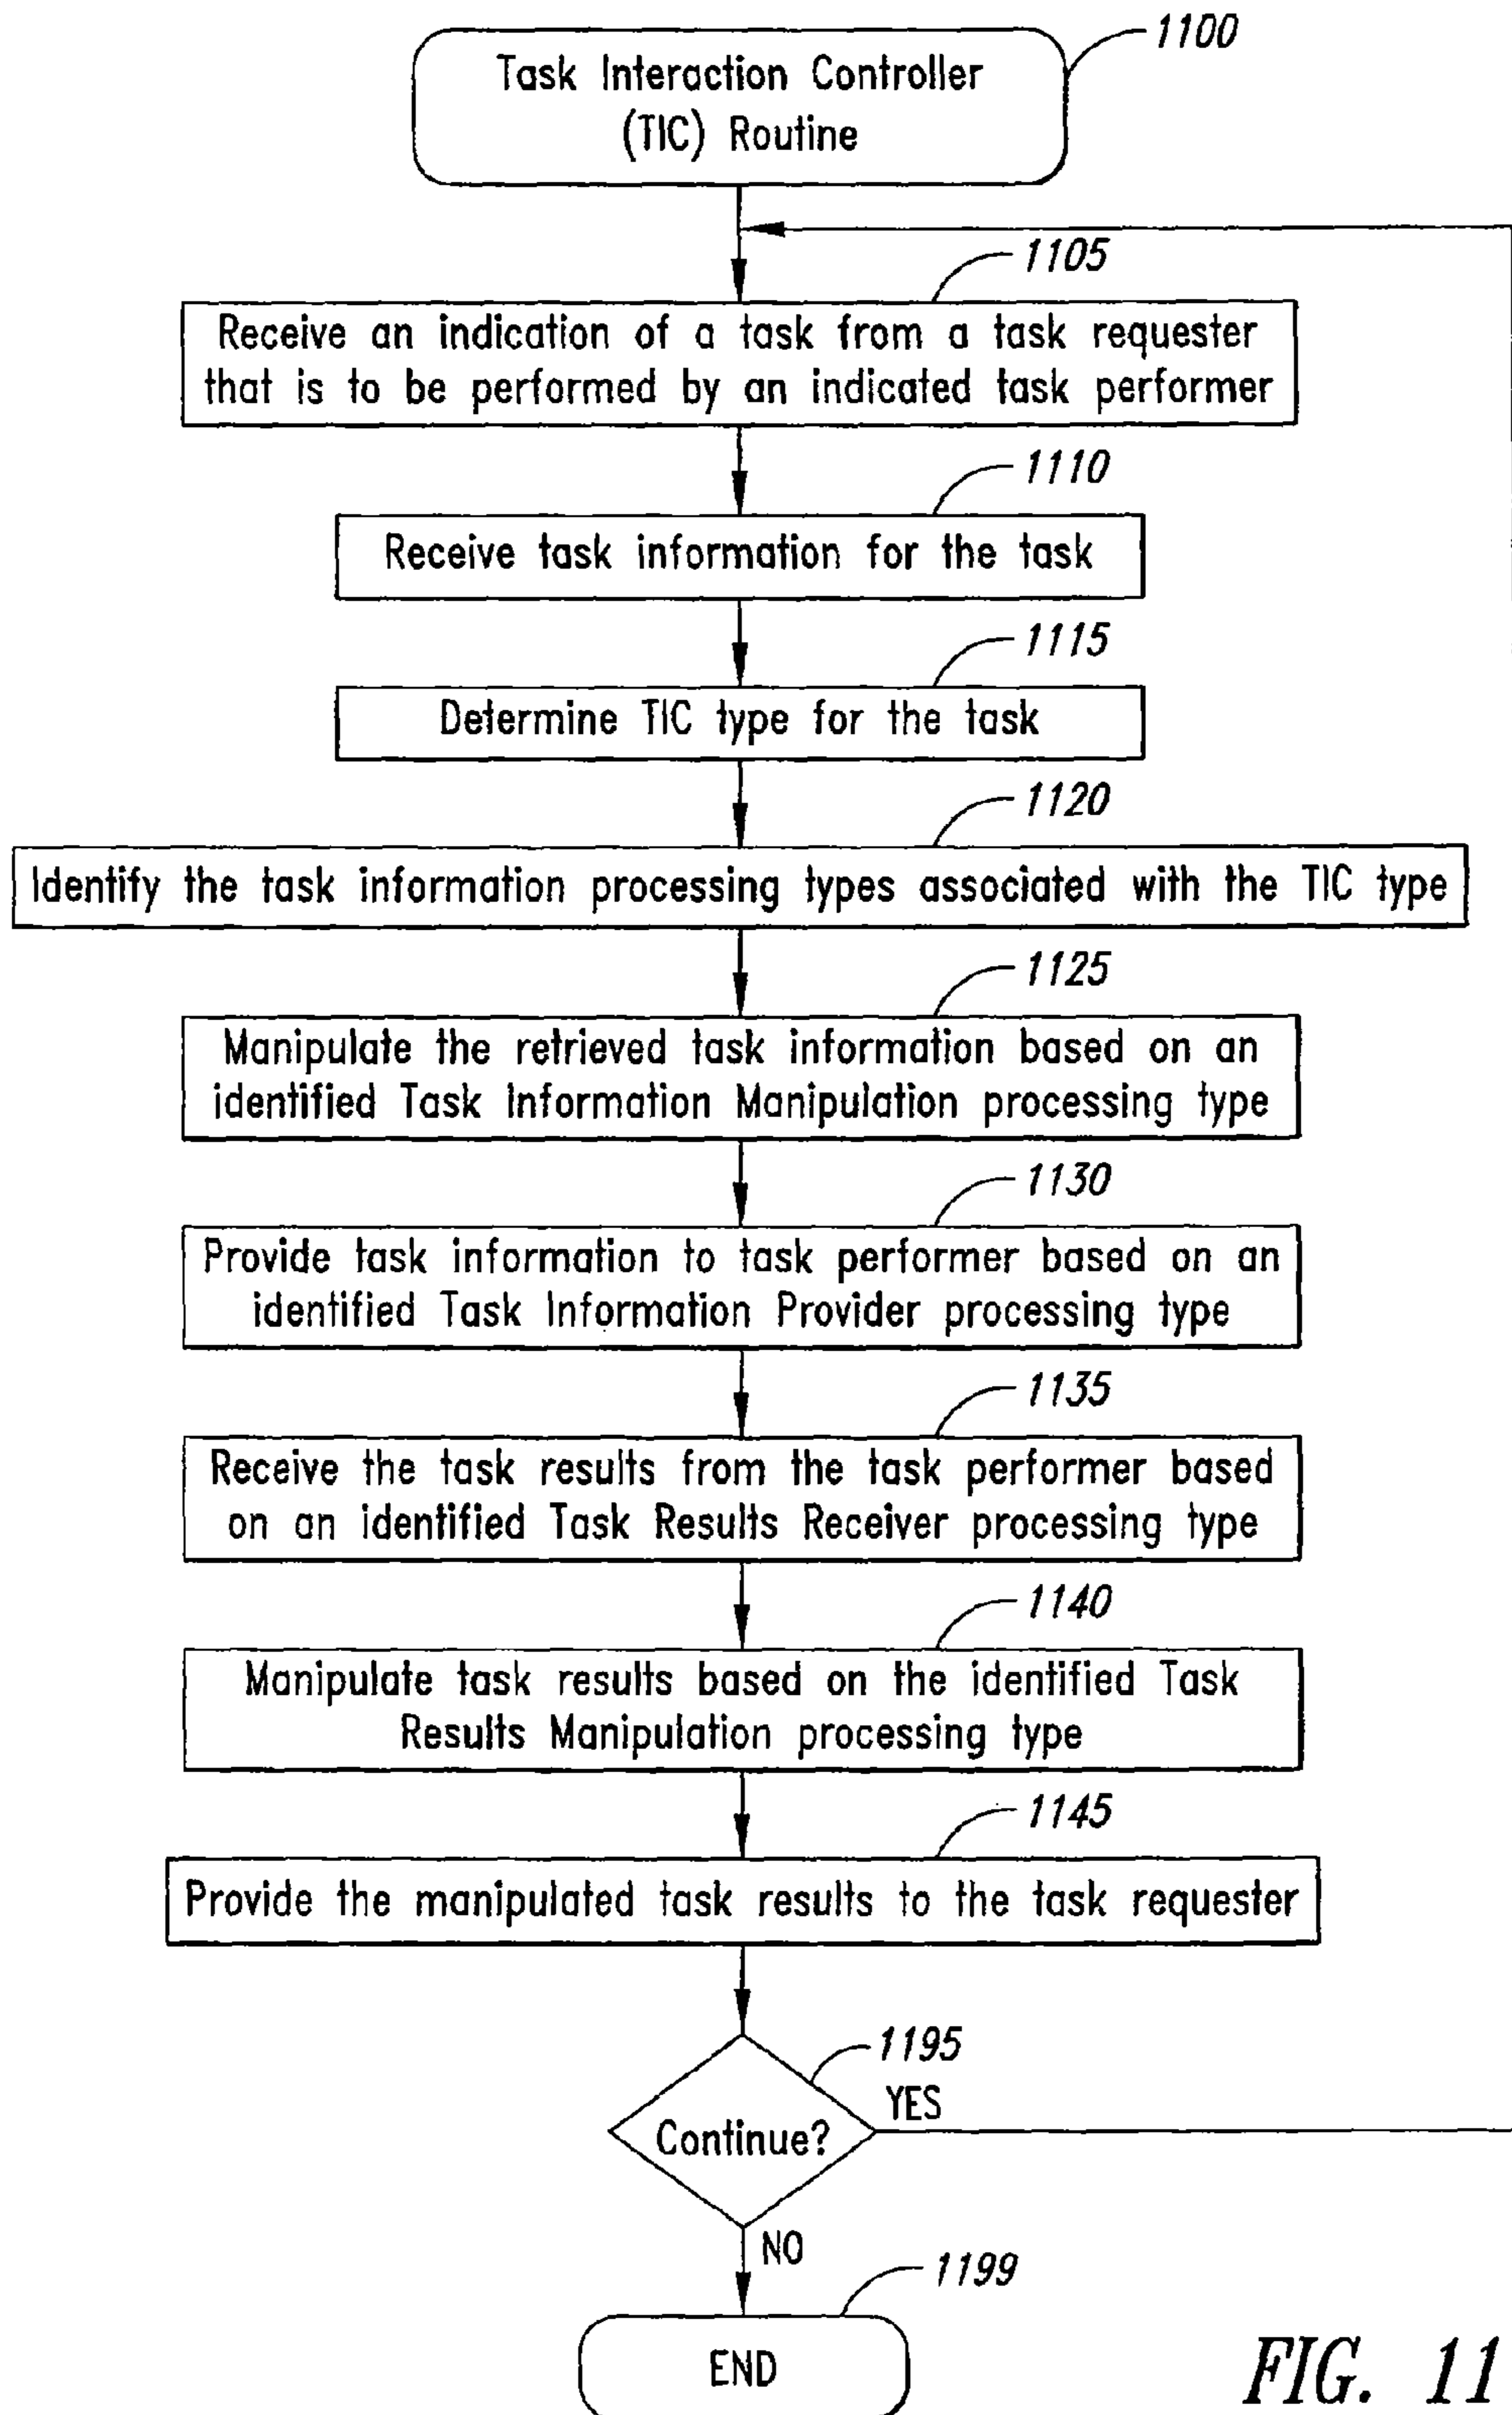 1100
Task Interaction Controller
(TIC) Routine
1105
Receive an indication of a task from a task requester
that is to be performed by an indicated task performer
1110
Receive task information for the task
1115
Determine TIC type for the task
1120
Identify the task information processing types associated with the TIC type
1125
Manipulate the retrieved task information based on an
identified Task Information Manipulation processing type
1130
Provide task information to task performer based on an
identified Task Information Provider processing type
1135
Receive the task results from the task performer based
on an identified Task Results Receiver processing type
1140
Manipulate task results based on the identified Task
Results Manipulation processing type
1145
Provide the manipulated task results to the task requester
1195
YES
Continue?
NO
1199
END
FIG. 11